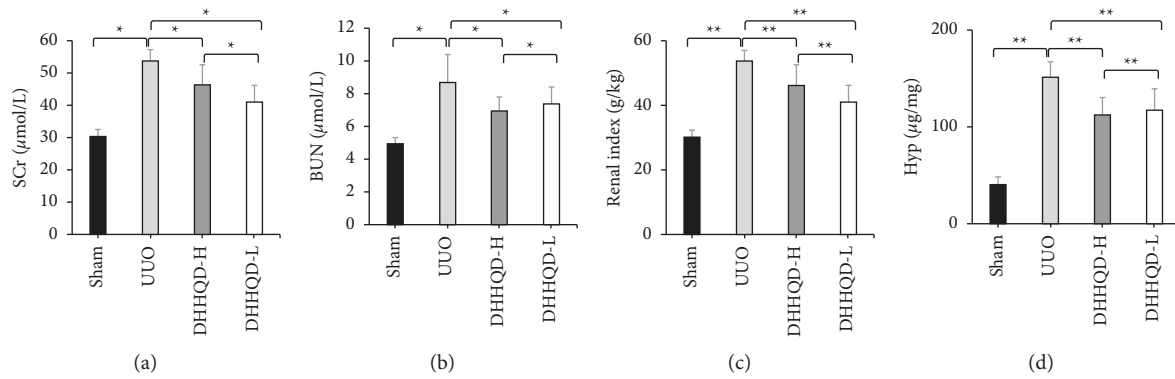 * * *
*
SCr (µmol/L)
60
50
40
30
20
10
0
Sham
UUO
DHHQD-H
DHHQD-L
(a)
* * *
*
BUN (µmol/L)
12
10
8
6
4
2
0
Sham
UUO
DHHQD-H
DHHQD-L
(b)
** ** **
**
Renal index (g/kg)
60
40
20
0
Sham
UUO
DHHQD-H
DHHQD-L
(c)
** ** **
**
Hyp (µg/mg)
200
100
0
Sham
UUO
DHHQD-H
DHHQD-L
(d)